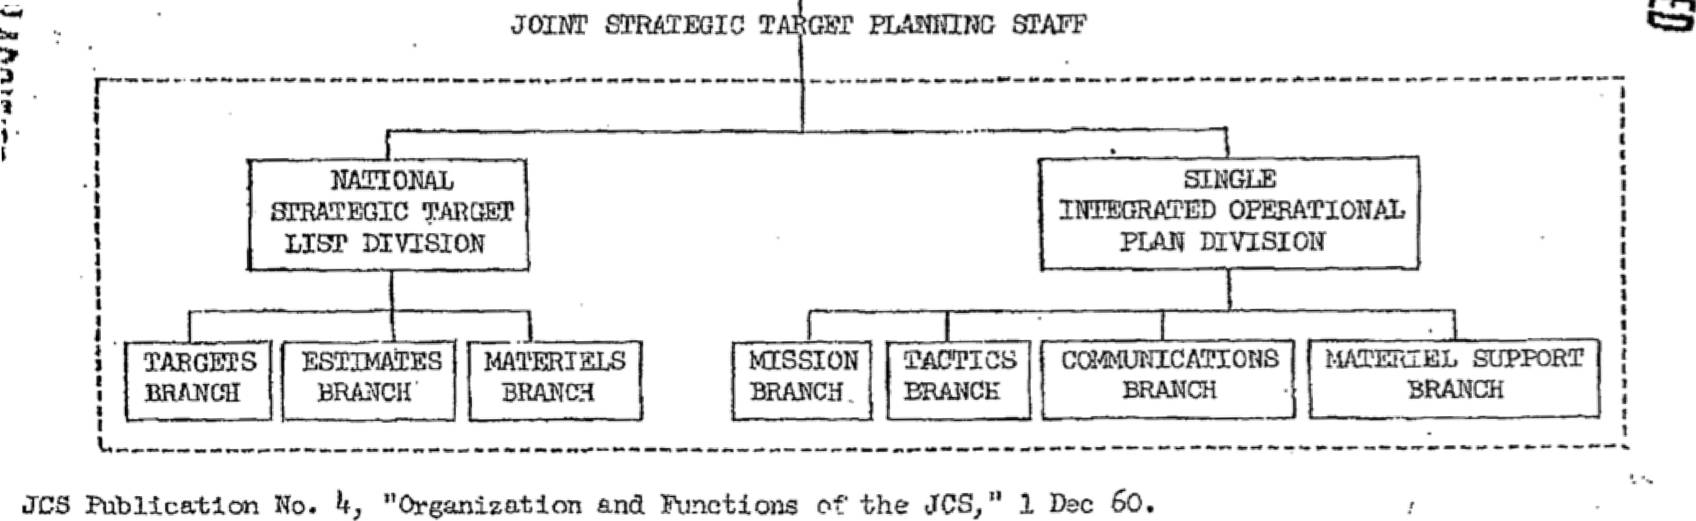 JOINT STRATEGIC TARGET PLANNING STAFF
NATIONAL
STRATEGIC TARGET
LIST DIVISION
SINGLE
INTEGRATED OPERATIONAL
PLAN DIVISION
TARGETS
BRANCH
ESTIMATES
BRANCH
MATERIELS
BRANCH
MISSION
BRANCH
TACTICS
BRANCH
COMMUNICATIONS
BRANCH
MATERIEL SUPPORT
BRANCH
JCS Publication No. 4, "Organization and Functions of the JCS," 1 Dec 60.